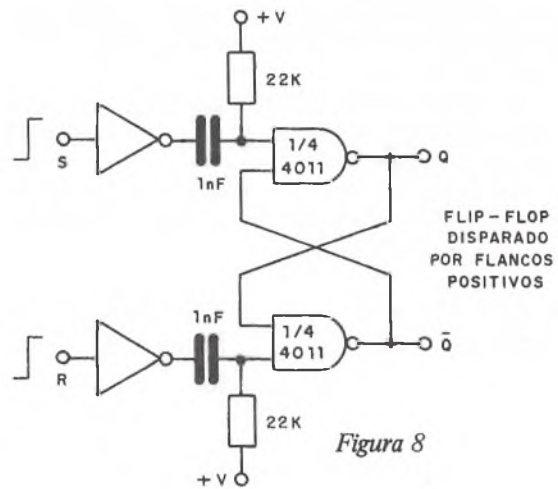 +V
22K
S
1nF
1/4
4011
Q
FLIP-FLOP
DISPARADO
POR FLANCOS
POSITIVOS
1nF
1/4
4011
Q̄
R
22K
+V
Figura 8